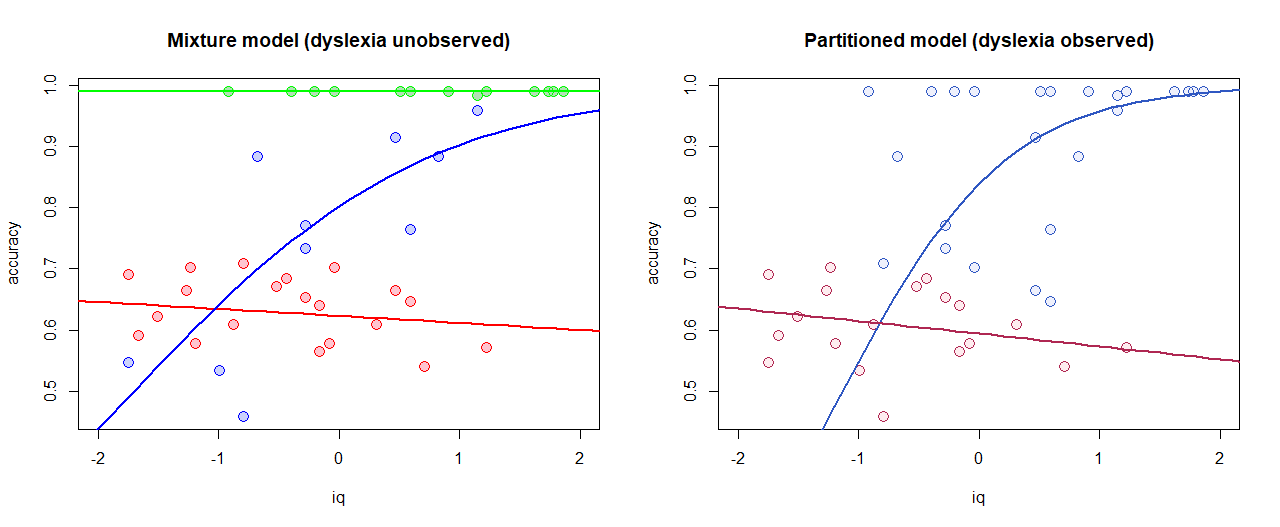 Mixture model (dyslexia unobserved)
accuracy
1.0
0.9
0.8
0.7
0.6
0.5
-2 -1 0 1 2
iq
Partitioned model (dyslexia observed)
accuracy
1.0
0.9
0.8
0.7
0.6
0.5
-2 -1 0 1 2
iq